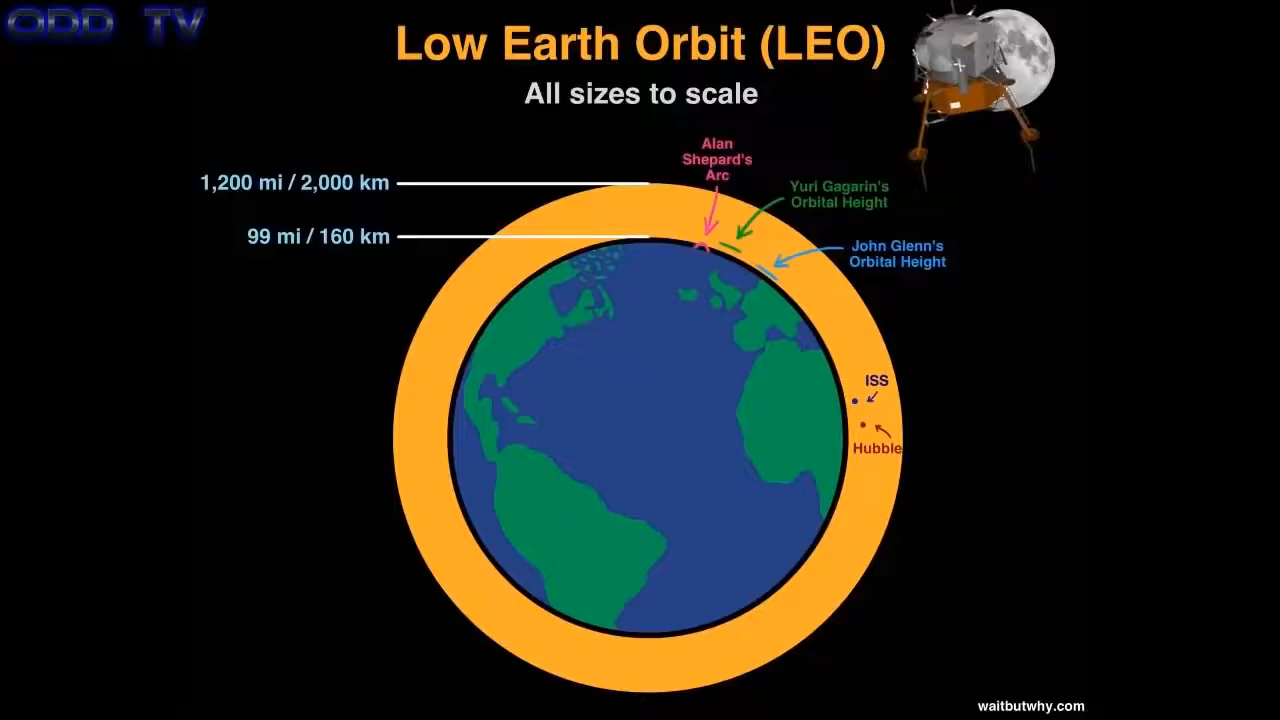 ODD TV
Low Earth Orbit (LEO)
All sizes to scale
Alan
Shepard's
Arc
1,200 mi / 2,000 km
Yuri Gagarin's
Orbital Height
99 mi / 160 km
John Glenn's
Orbital Height
ISS
Hubble
waitbutwhy.com